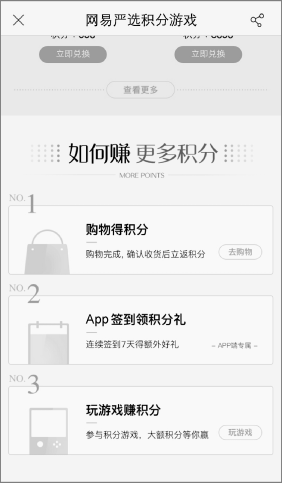 网易严选积分游戏
立即兑换 立即兑换
查看更多
如何赚 更多积分
MORE POINTS
NO.1
购物得积分
购物完成, 确认收货后立返积分
去购物
NO.2
App 签到领积分礼
连续签到7天得额外好礼
- APP端专属 -
NO.3
玩游戏赚积分
参与积分游戏, 大额积分等你赢
玩游戏